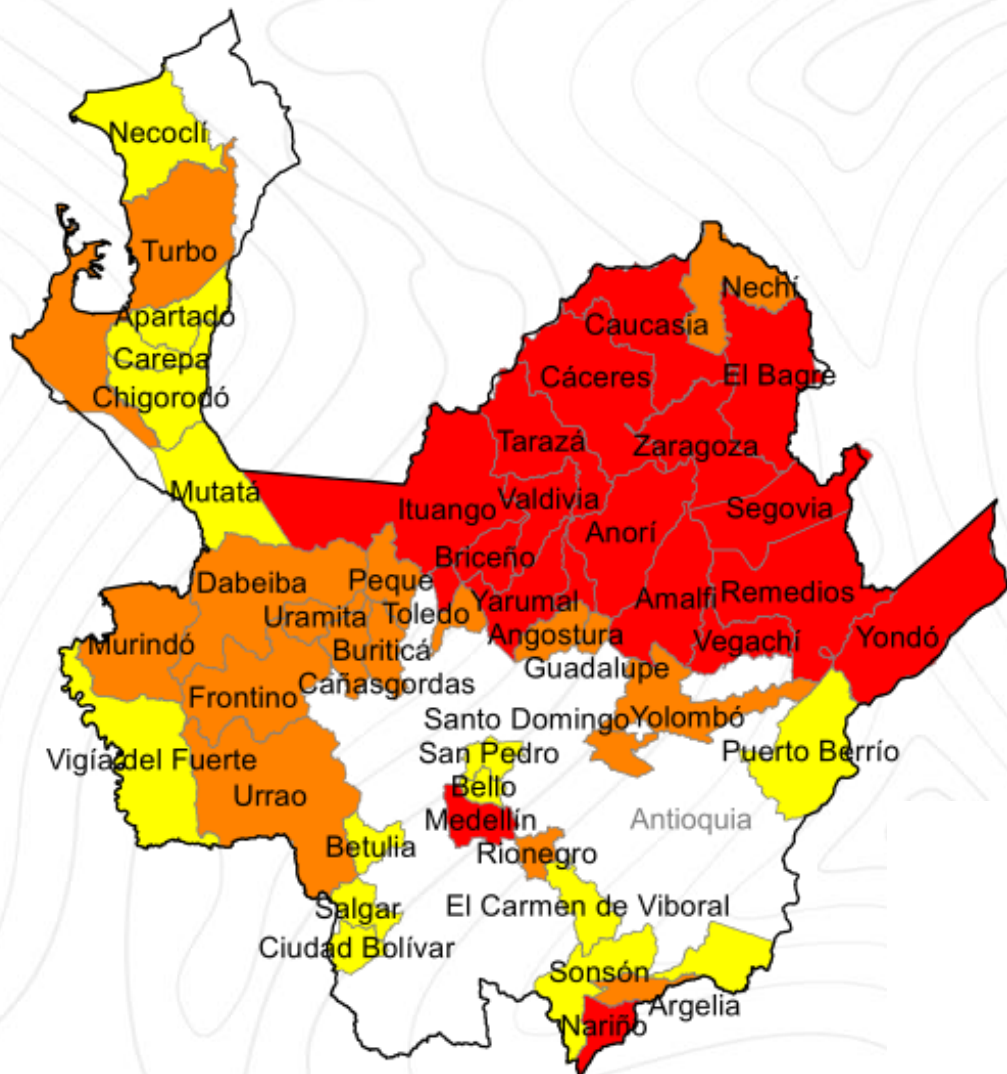 Necoclí
Turbo
Apartadó
Carepa
Chigorodó
Mutatá
Nechí
Caucasia
Cáceres
El Bagre
Tarazá
Zaragoza
Ituango
Valdivia
Segovia
Anorí
Briceño
Dabeiba
Peque
Yarumal
Amalfi
Remedios
Uramita
Toledo
Angostura
Vegachí
Yondó
Murindó
Buriticá
Guadalupe
Frontino
Cañasgordas
Santo Domingo
Yolombó
San Pedro
Puerto Berrío
Vigía del Fuerte
Bello
Urrao
Medellín
Antioquia
Betulia
Rionegro
Salgar
El Carmen de Viboral
Ciudad Bolívar
Sonsón
Argelia
Nariño